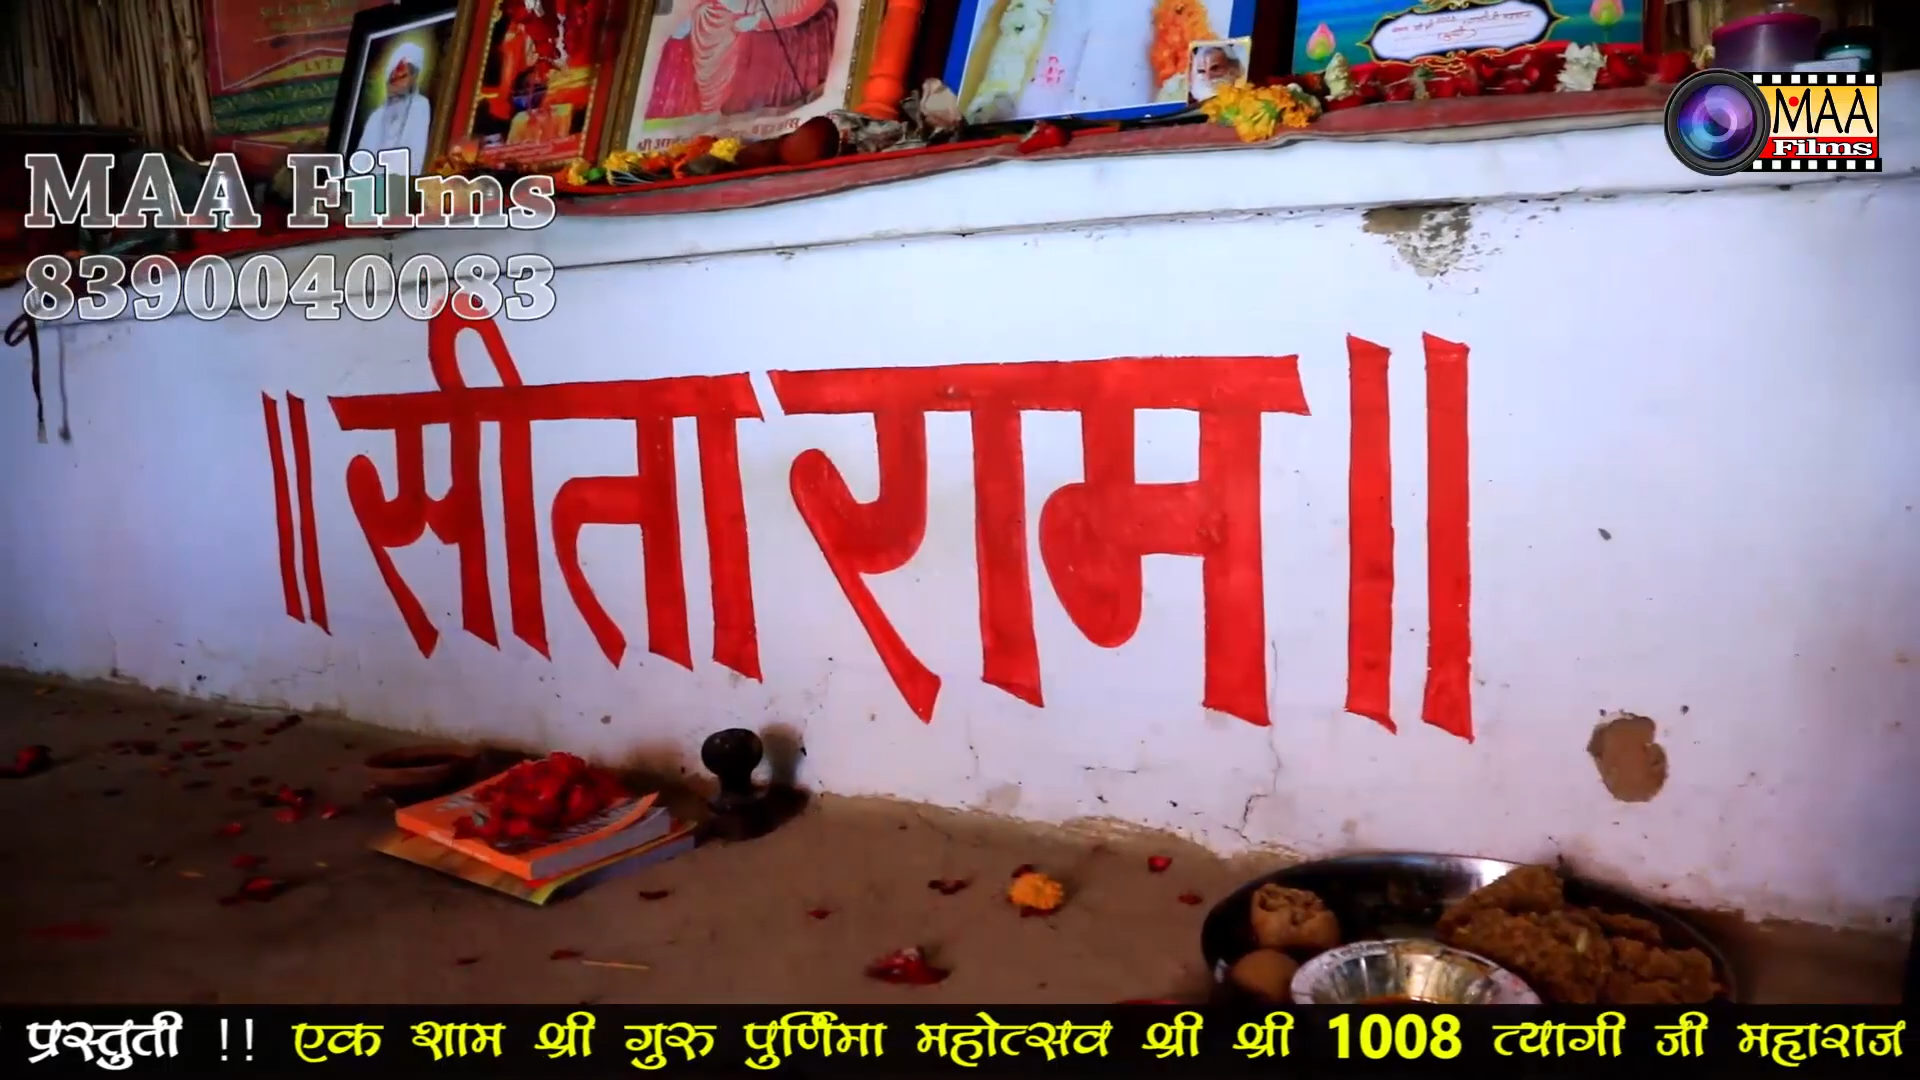 MAA
Films
MAA Films
8390040083
॥ सीता राम ॥
प्रस्तुती !! एक शाम श्री गुरु पुर्णिमा महोत्सव श्री श्री 1008 त्यागी जी महाराज